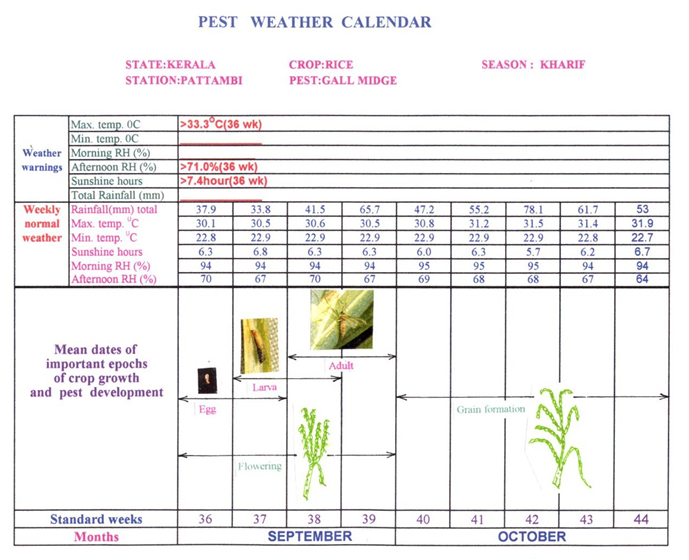 PEST WEATHER CALENDAR
STATE:KERALA CROP:RICE SEASON : KHARIF
STATION:PATTAMBI PEST:GALL MIDGE
Weather warnings
Max. temp. 0C >33.3°C(36 wk)
Min. temp. 0C
Morning RH (%)
Afternoon RH (%) >71.0%(36 wk)
Sunshine hours >7.4hour(36 wk)
Total Rainfall (mm)
Weekly normal weather
Rainfall(mm) total 37.9 33.8 41.5 65.7 47.2 55.2 78.1 61.7 53
Max. temp. °C 30.1 30.5 30.6 30.5 30.8 31.2 31.5 31.4 31.9
Min. temp. °C 22.8 22.9 22.9 22.9 22.9 22.9 22.9 22.8 22.7
Sunshine hours 6.3 6.8 6.3 6.3 6.0 6.3 5.7 6.2 6.7
Morning RH (%) 94 94 94 94 95 95 95 94 94
Afternoon RH (%) 70 67 70 67 69 68 68 67 64
Mean dates of
important epochs
of crop growth
and pest development
Adult
Larva
Egg
Grain formation
Flowering
Standard weeks 36 37 38 39 40 41 42 43 44
Months SEPTEMBER OCTOBER